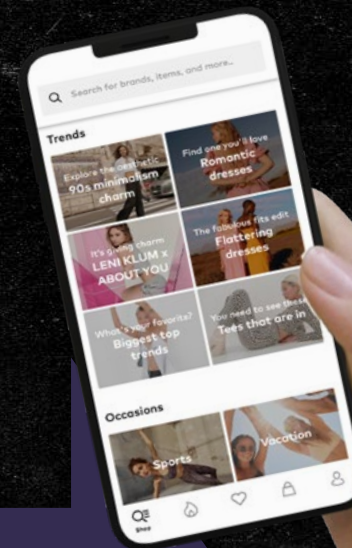 Search for brands, items, and more..
Trends
Explore the aesthetic
90s minimalism
charm
Find one you'll love
Romantic
dresses
It's giving charm
LENI KLUM x
ABOUT YOU
The fabulous fits edit
Flattering
dresses
What's your favorite?
Biggest top
trends
You need to see these
Tees that are in
Occasions
Sports
Vacation
Shop